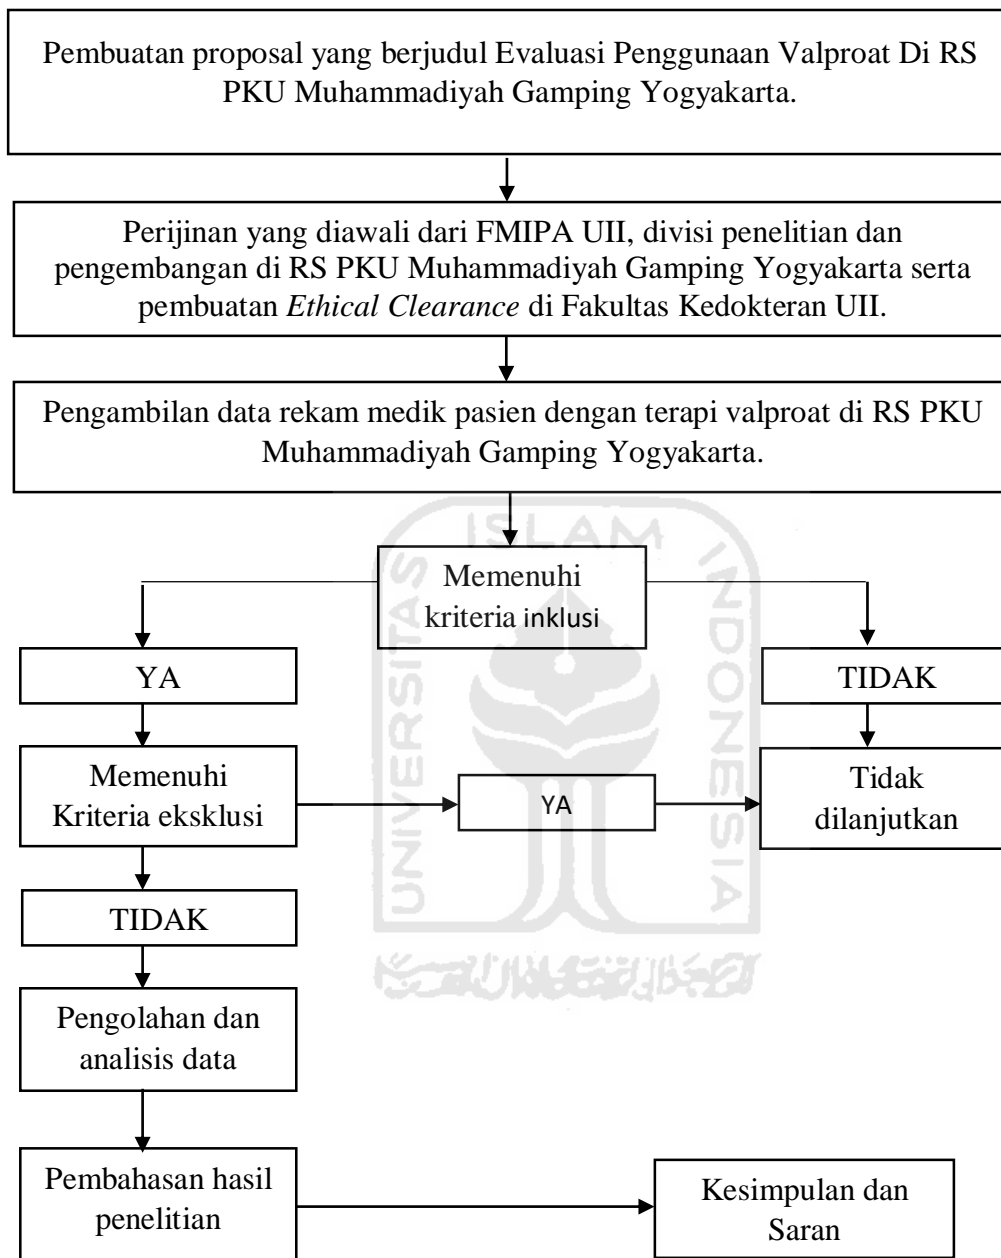 Pembuatan proposal yang berjudul Evaluasi Penggunaan Valproat Di RS
PKU Muhammadiyah Gamping Yogyakarta.
Perijinan yang diawali dari FMIPA UII, divisi penelitian dan
pengembangan di RS PKU Muhammadiyah Gamping Yogyakarta serta
pembuatan Ethical Clearance di Fakultas Kedokteran UII.
Pengambilan data rekam medik pasien dengan terapi valproat di RS PKU
Muhammadiyah Gamping Yogyakarta.
Memenuhi
kriteria inklusi
YA
TIDAK
Memenuhi
Kriteria eksklusi
YA
Tidak
dilanjutkan
TIDAK
Pengolahan dan
analisis data
Pembahasan hasil
penelitian
Kesimpulan dan
Saran
UNIVERSITAS
ISLAM
INDONESIA